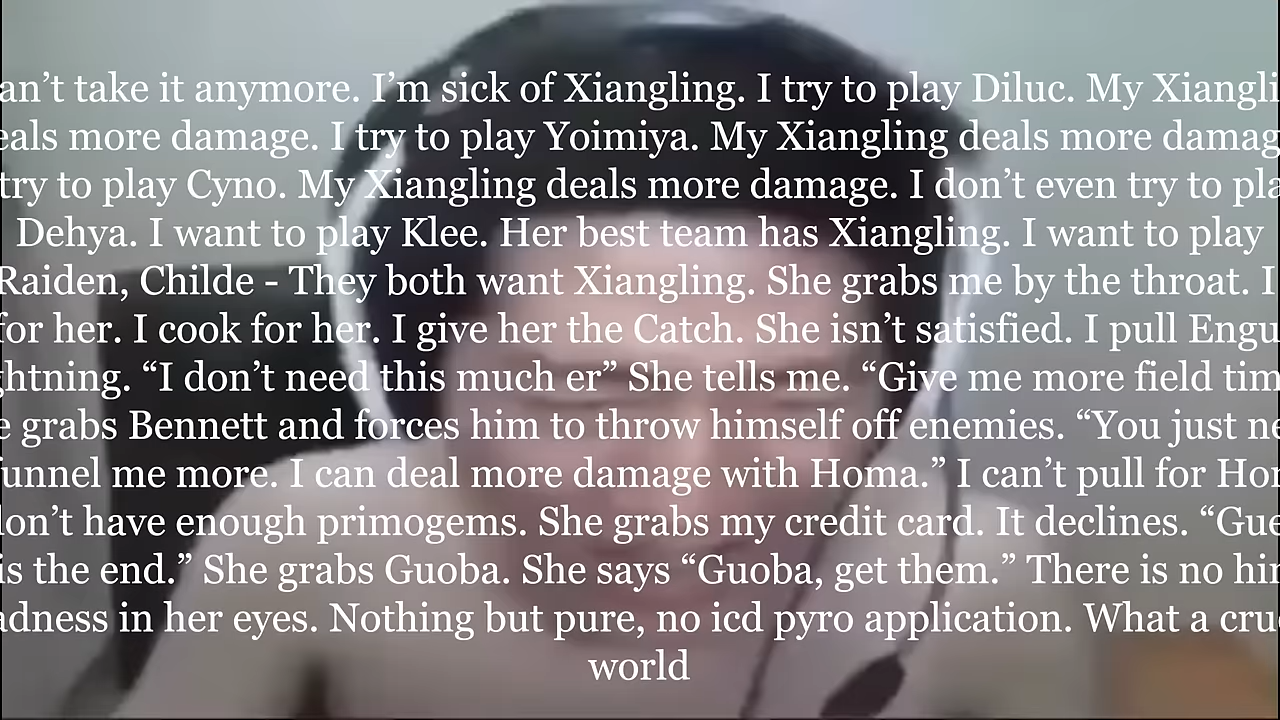 an’t take it anymore. I’m sick of Xiangling. I try to play Diluc. My Xiangli
eals more damage. I try to play Yoimiya. My Xiangling deals more damag
try to play Cyno. My Xiangling deals more damage. I don’t even try to pla
Dehya. I want to play Klee. Her best team has Xiangling. I want to play
Raiden, Childe - They both want Xiangling. She grabs me by the throat. I
for her. I cook for her. I give her the Catch. She isn’t satisfied. I pull Engu
ghtning. “I don’t need this much er” She tells me. “Give me more field tim
e grabs Bennett and forces him to throw himself off enemies. “You just ne
funnel me more. I can deal more damage with Homa.” I can’t pull for Hom
don’t have enough primogems. She grabs my credit card. It declines. “Gue
is the end.” She grabs Guoba. She says “Guoba, get them.” There is no hin
adness in her eyes. Nothing but pure, no icd pyro application. What a crue
world